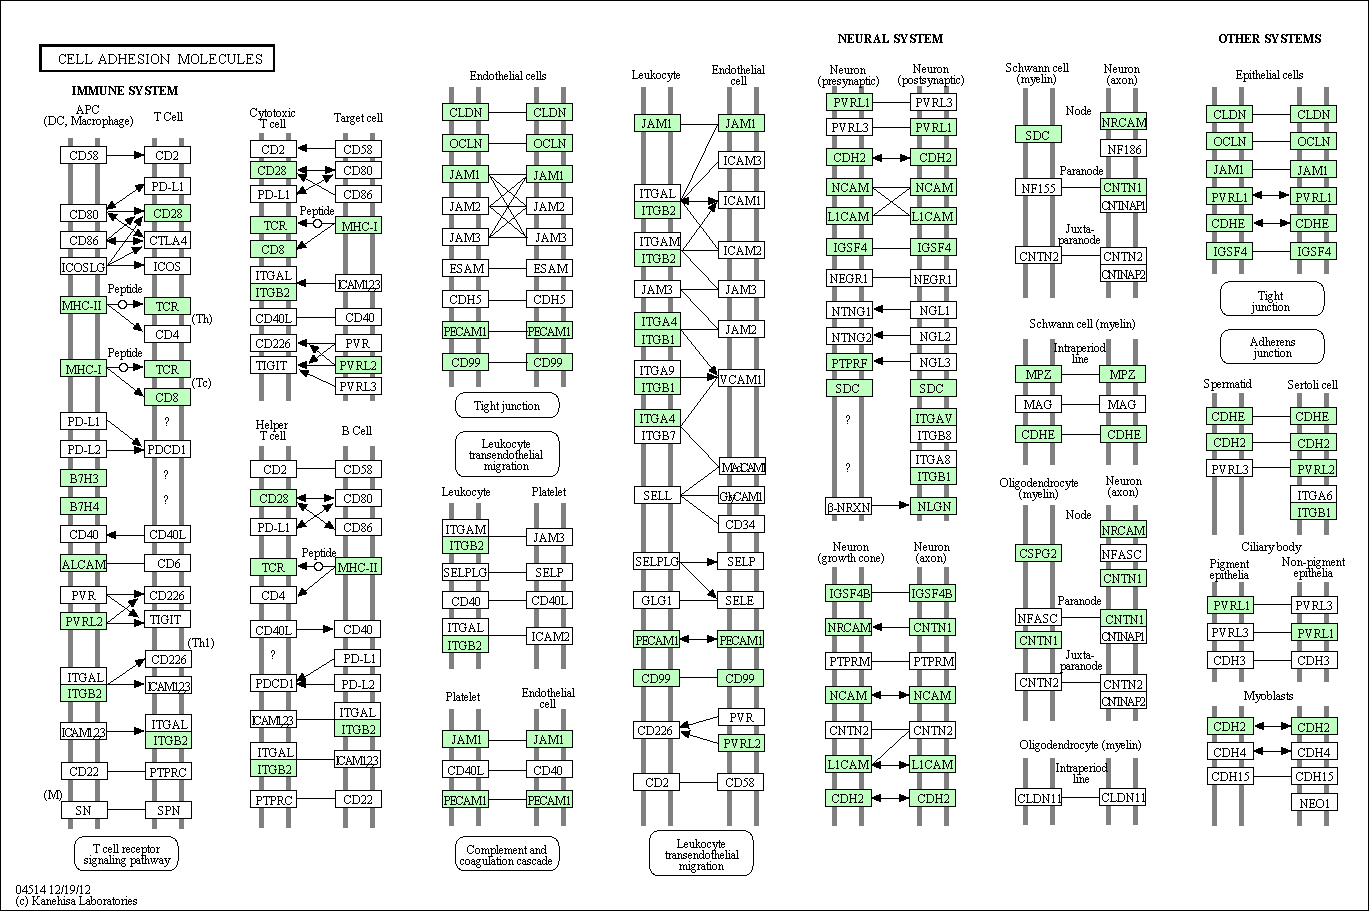 CELL ADHESION MOLECULES
IMMUNE SYSTEM
APC
(DC, Macrophage)
T Cell
CD58
CD2
PD-L1
CD80
CD28
CD86
CTLA4
ICOSLG
ICOS
Peptide
MHC-II
TCR
(Th)
CD4
Peptide
MHC-I
TCR
(Tc)
CD8
PD-L1
?
PD-L2
PDCD1
B7H3
?
B7H4
?
CD40
CD40L
ALCAM
CD6
PVR
CD226
PVRL2
TIGIT
(Th1)
CD226
ITGAL
ITGB2
ICAM123
ICAM123
ITGAL
ITGB2
CD22
PTPRC
(M)
SN
SPN
T cell receptor
signaling pathway
04514 12/19/12
(c) Kanehisa Laboratories
Cytotoxic
T cell
Target cell
CD2
CD58
CD28
CD80
PD-L1
CD86
Peptide
TCR
MHC-I
CD8
ITGAL
ITGB2
ICAM123
CD40L
CD40
CD226
PVR
TIGIT
PVRL2
PVRL3
Helper
T cell
B Cell
CD2
CD58
CD28
CD80
PD-L1
CD86
Peptide
TCR
MHC-II
CD4
CD40L
CD40
?
PD-L1
PDCD1
PD-L2
ICAM123
ITGAL
ITGB2
ITGAL
ITGB2
ICAM123
PTPRC
CD22
Endothelial cells
CLDN
CLDN
OCLN
OCLN
JAM1
JAM1
JAM2
JAM2
JAM3
JAM3
ESAM
ESAM
CDH5
CDH5
PECAM1
PECAM1
CD99
CD99
Tight junction
Leukocyte
transendothelial
migration
Leukocyte
Platelet
ITGAM
ITGB2
JAM3
SELPLG
SELP
CD40
CD40L
ITGAL
ITGB2
ICAM2
Platelet
Endothelial
cell
JAM1
JAM1
CD40L
CD40
PECAM1
PECAM1
Complement and
coagulation cascade
Leukocyte
Endothelial
cell
JAM1
JAM1
ICAM3
ITGAL
ITGB2
ICAM1
ITGAM
ITGB2
ICAM2
JAM3
JAM3
ITGA4
ITGB1
JAM2
ITGA9
ITGB1
VCAM1
ITGA4
ITGB7
SELL
CD34
SELPLG
SELP
GLG1
SELE
PECAM1
PECAM1
CD99
CD99
PVR
CD226
PVRL2
CD2
CD58
Leukocyte
transendothelial
migration
NEURAL SYSTEM
Neuron
(presynaptic)
Neuron
(postsynaptic)
PVRL1
PVRL3
PVRL3
PVRL1
CDH2
CDH2
NCAM
NCAM
L1CAM
L1CAM
IGSF4
IGSF4
NEGR1
NEGR1
NTNG1
NGL1
NTNG2
NGL2
PTPRF
NGL3
SDC
SDC
?
ITGAV
ITGB8
?
ITGA8
ITGB1
β-NRXN
NLGN
Neuron
(growth cone)
Neuron
(axon)
IGSF4B
IGSF4B
NRCAM
CNTN1
PTPRM
PTPRM
NCAM
NCAM
CNTN2
CNTN2
L1CAM
L1CAM
CDH2
CDH2
Schwann cell
(myelin)
Neuron
(axon)
Node
NRCAM
SDC
NF186
Paranode
NF155
CNTN1
CNTNAP1
Juxta-
paranode
CNTN2
CNTN2
CNTNAP2
Schwann cell (myelin)
Intraperiod
line
MPZ
MPZ
MAG
MAG
CDHE
CDHE
Oligodendrocyte
(myelin)
Neuron
(axon)
Node
NRCAM
CSPG2
NFASC
CNTN1
Paranode
NFASC
CNTN1
CNTN1
CNTNAP1
Juxta-
paranode
CNTN2
CNTN2
CNTNAP2
Oligodendrocyte (myelin)
Intraperiod
line
CLDN11
CLDN11
OTHER SYSTEMS
Epithelial cells
CLDN
CLDN
OCLN
OCLN
JAM1
JAM1
PVRL1
PVRL1
CDHE
CDHE
IGSF4
IGSF4
Tight
junction
Adherens
junction
Spermatid
Sertoli cell
CDHE
CDHE
CDH2
CDH2
PVRL3
PVRL2
ITGA6
ITGB1
Ciliary body
Pigment
epithelia
Non-pigment
epithelia
PVRL1
PVRL3
PVRL3
PVRL1
CDH3
CDH3
Myoblasts
CDH2
CDH2
CDH4
CDH4
CDH15
CDH15
NEO1